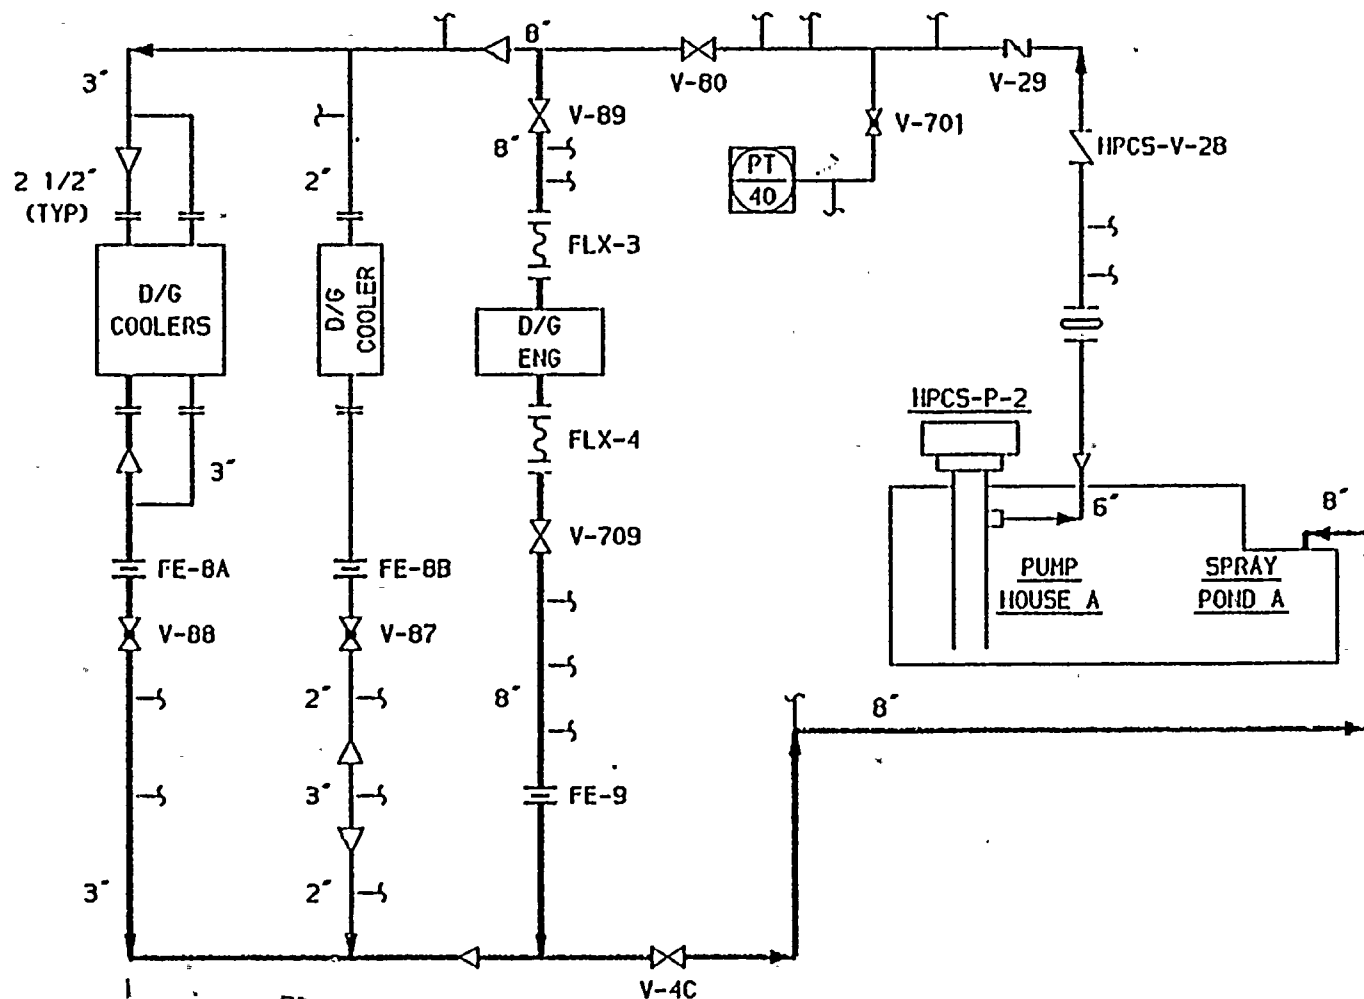 8"
3"
V-80
V-29
V-89
V-701
HPCS-V-28
8"
PT
40
2 1/2"
(TYP)
2"
FLX-3
D/G
COOLERS
D/G
COOLER
D/G
ENG
HPCS-P-2
FLX-4
3"
6"
8"
V-709
FE-8A
FE-8B
PUMP
HOUSE A
SPRAY
POND A
V-88
V-87
2"
8"
8"
3"
FE-9
3"
2"
V-4C